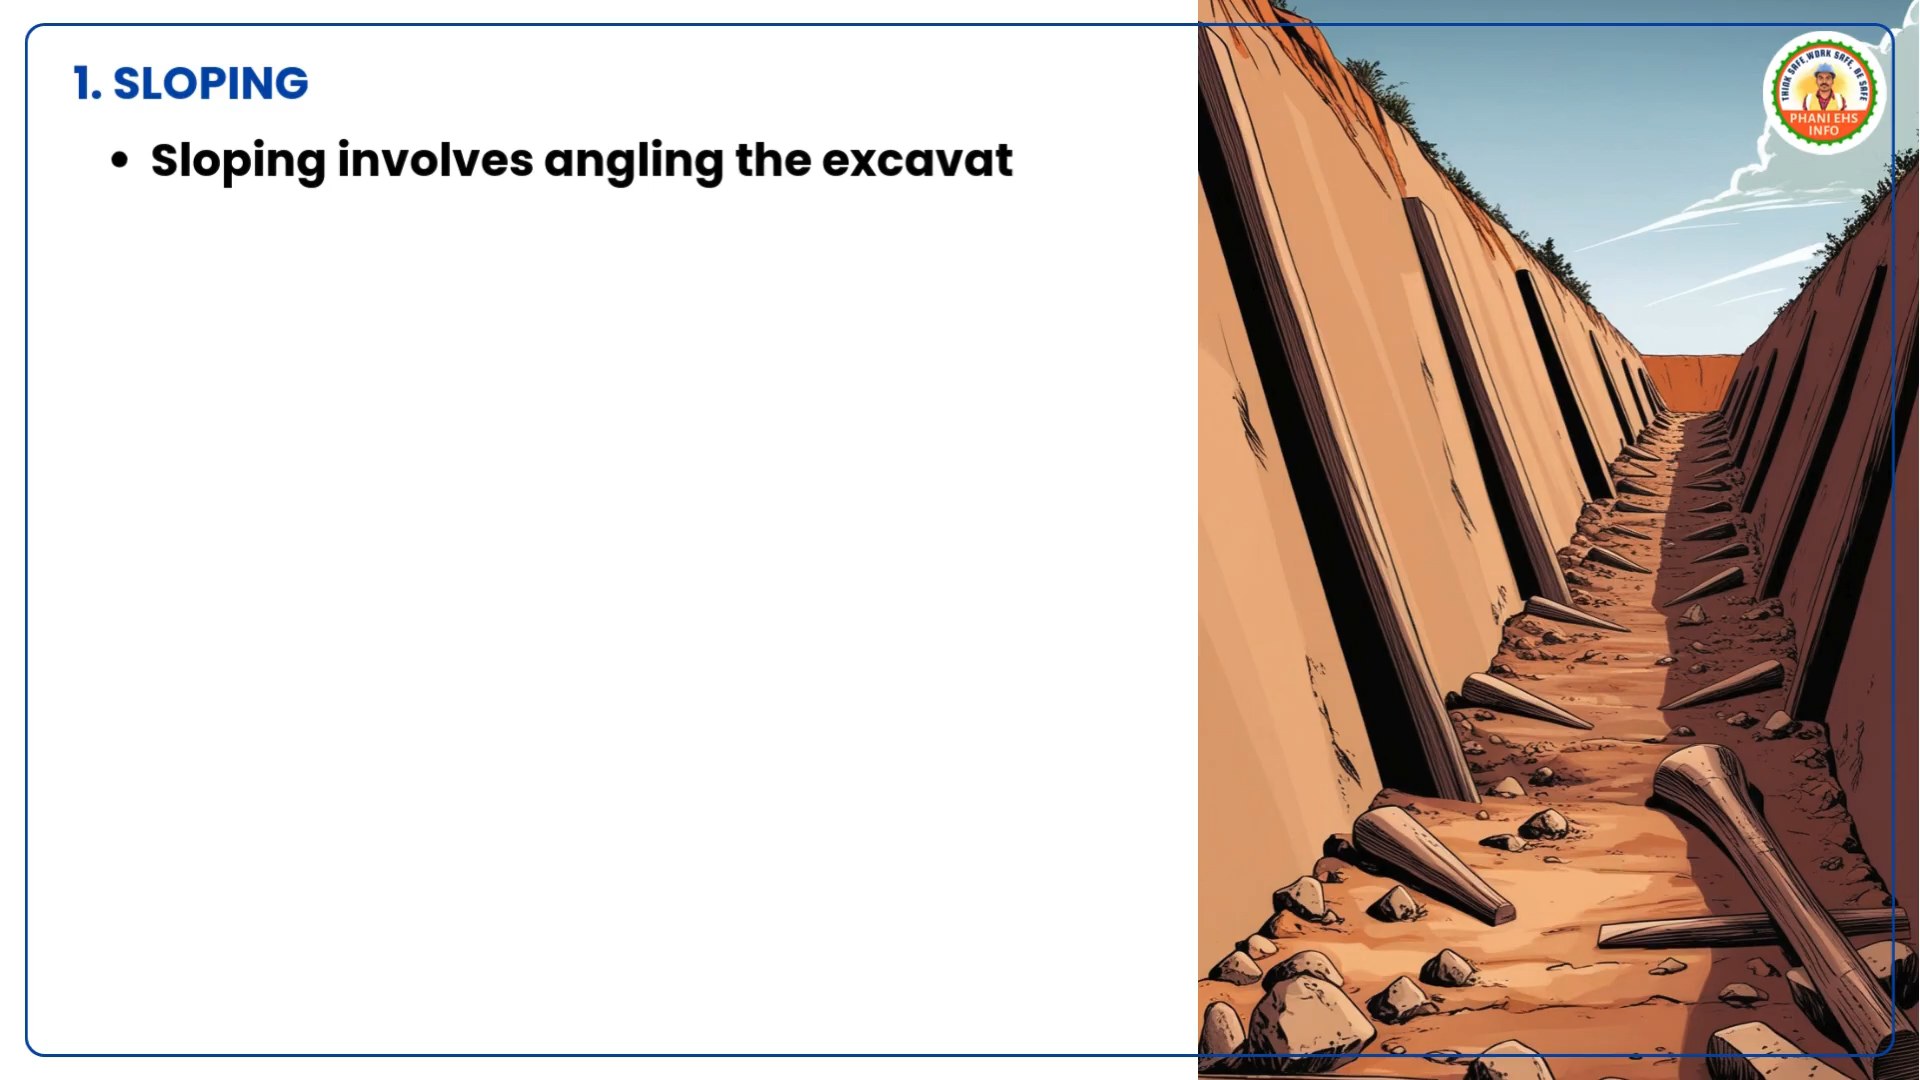 1. SLOPING
• Sloping involves angling the excavat
THINK SAFE, WORK SAFE, BE SAFE
PHANI EHS
INFO